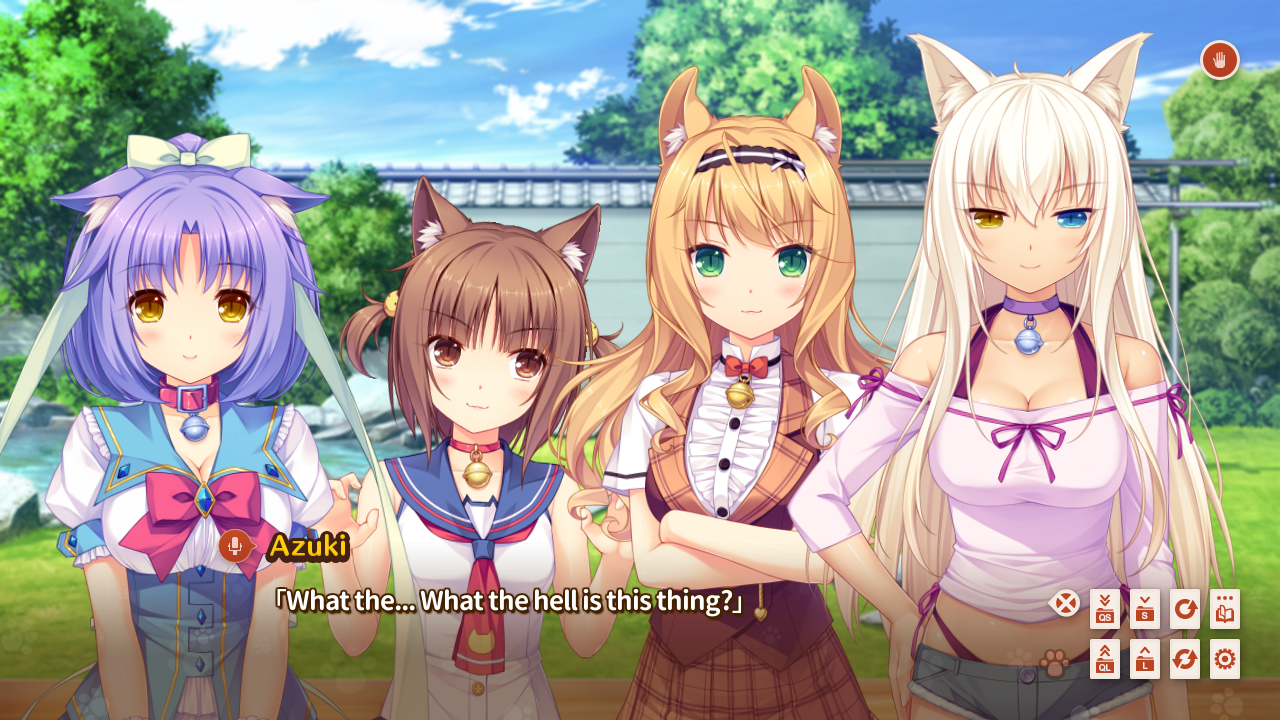 Azuki
「What the... What the hell is this thing?」
QS
S
QL
L